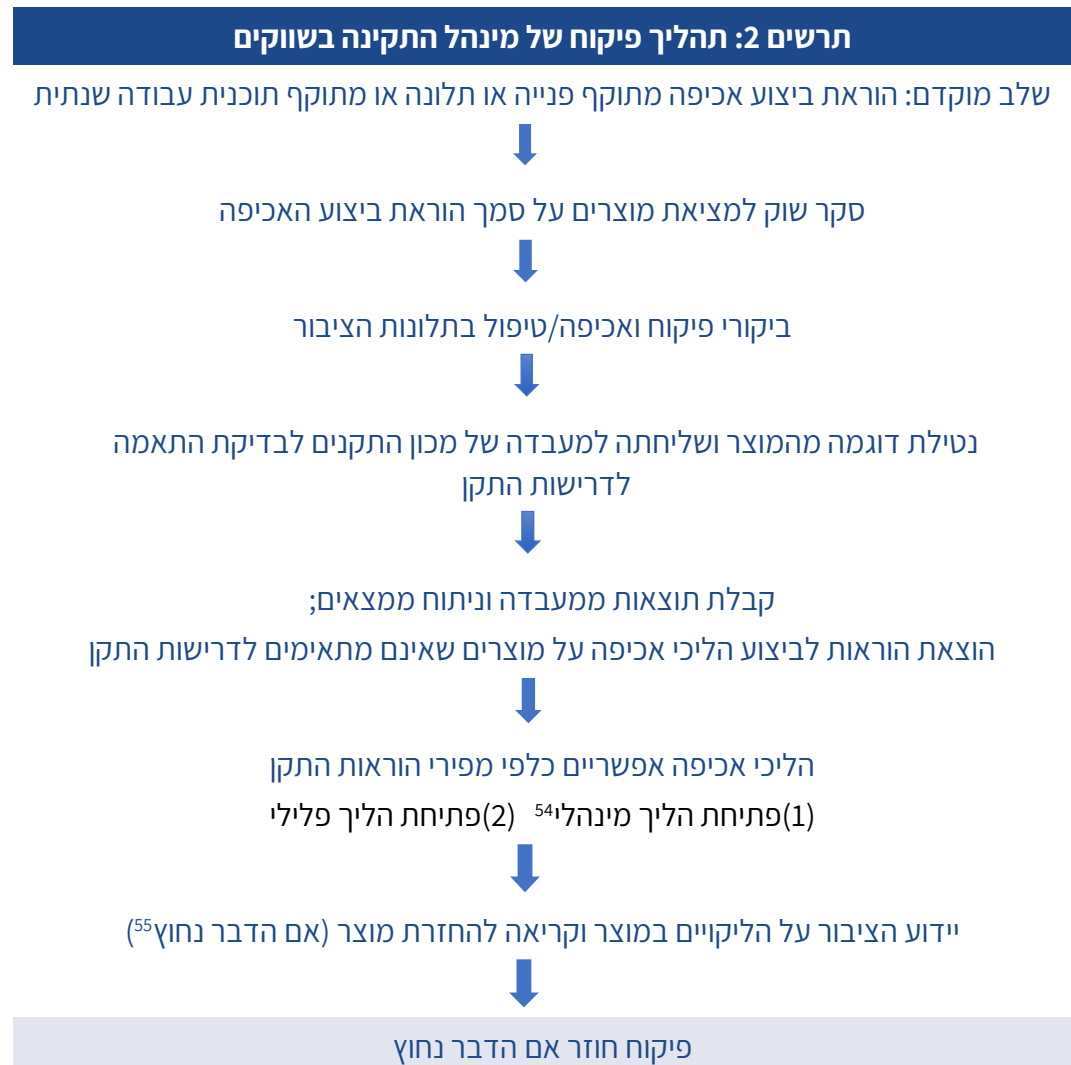 תרשים 2: תהליך פיקוח של מינהל התקינה בשווקים
שלב מוקדם: הוראת ביצוע אכיפה מתוקף פנייה או תלונה או מתוקף תוכנית עבודה שנתית
סקר שוק למציאת מוצרים על סמך הוראת ביצוע האכיפה
ביקורי פיקוח ואכיפה/טיפול בתלונות הציבור
נטילת דוגמה מהמוצר ושליחתה למעבדה של מכון התקנים לבדיקת התאמה
לדרישות התקן
קבלת תוצאות ממעבדה וניתוח ממצאים;
הוצאת הוראות לביצוע הליכי אכיפה על מוצרים שאינם מתאימים לדרישות התקן
הליכי אכיפה אפשריים כלפי מפירי הוראות התקן
(1)פתיחת הליך מינהלי54 (2)פתיחת הליך פלילי
יידוע הציבור על הליקויים במוצר וקריאה להחזרת מוצר (אם הדבר נחוץ55)
פיקוח חוזר אם הדבר נחוץ